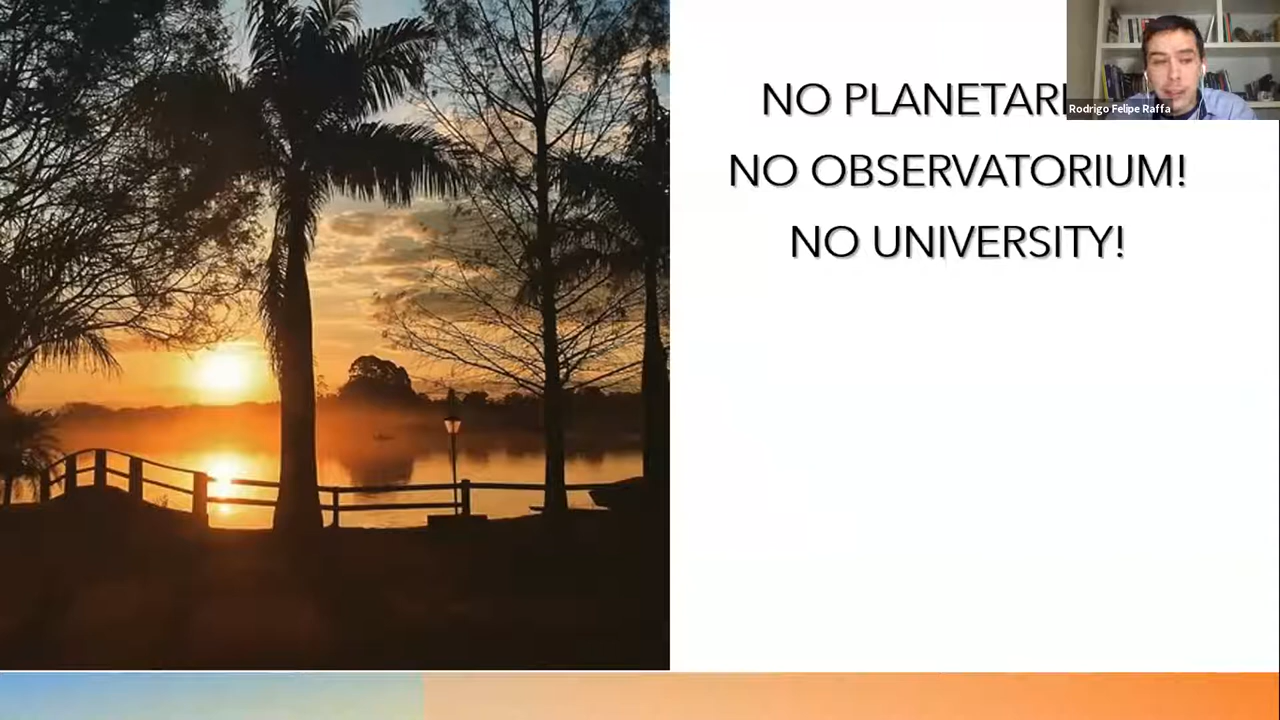 NO PLANETARI
Rodrigo Felipe Raffa
NO OBSERVATORIUM!
NO UNIVERSITY!